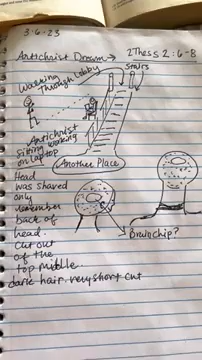 3-6-23
Antichrist Dream → 2Thess 2:6-8
Walking Through Lobby
Stairs
Antichrist
Sitting working
on laptop
Another Place
Head
was shaved
only
remember
back of
head.
Cut out
of the
top middle
Brainchip?
dark hair. very short cut